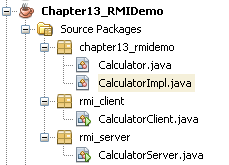 Chapter13_RMIDemo
Source Packages
chapter13_rmidemo
Calculator.java
CalculatorImpl.java
rmi_client
CalculatorClient.java
rmi_server
CalculatorServer.java